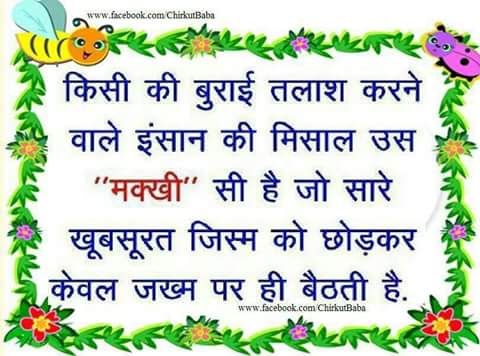 www.facebook.com/ChirkutBaba
किसी की बुराई तलाश करने
वाले इंसान की मिसाल उस
"मक्खी" सी है जो सारे
खूबसूरत जिस्म को छोड़कर
केवल जख्म पर ही बैठती है.
www.facebook.com/ChirkutBaba